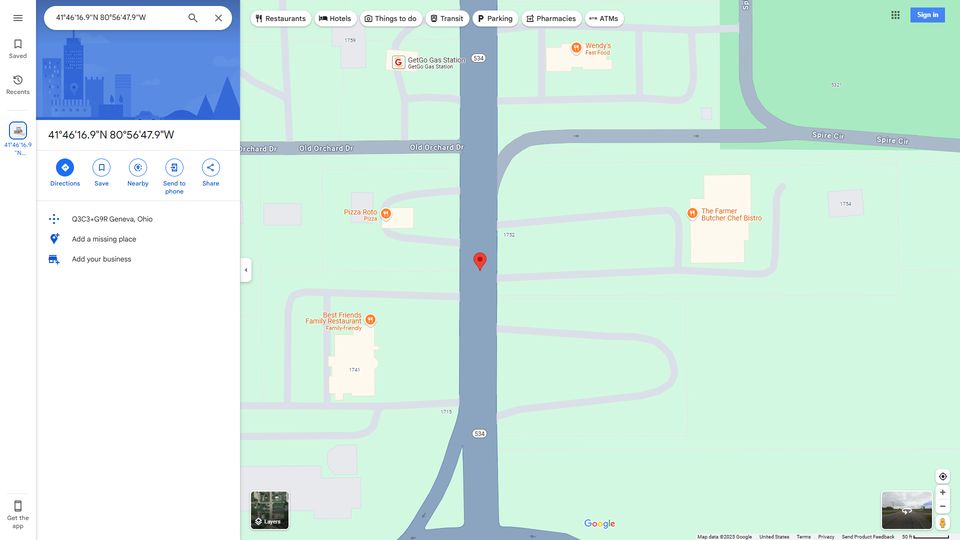 41°46'16.9"N 80°56'47.9"W
Restaurants
Hotels
Things to do
Transit
Parking
Pharmacies
ATMs
Sign in
Saved
Recents
41°46'16.9
"N...
Get the
app
41°46'16.9"N 80°56'47.9"W
Directions
Save
Nearby
Send to
phone
Share
Q3C3+G9R Geneva, Ohio
Add a missing place
Add your business
1759
GetGo Gas Station
GetGo Gas Station
534
Wendy's
Fast Food
Sp
5321
Orchard Dr
Old Orchard Dr
Old Orchard Dr
Spire Cir
Spire Cir
Pizza Roto
Pizza
1752
The Farmer
Butcher Chef Bistro
1754
Best Friends
Family Restaurant
Family-friendly
1741
1715
534
Layers
Google
Map data ©2023 Google
United States
Terms
Privacy
Send Product Feedback
50 ft